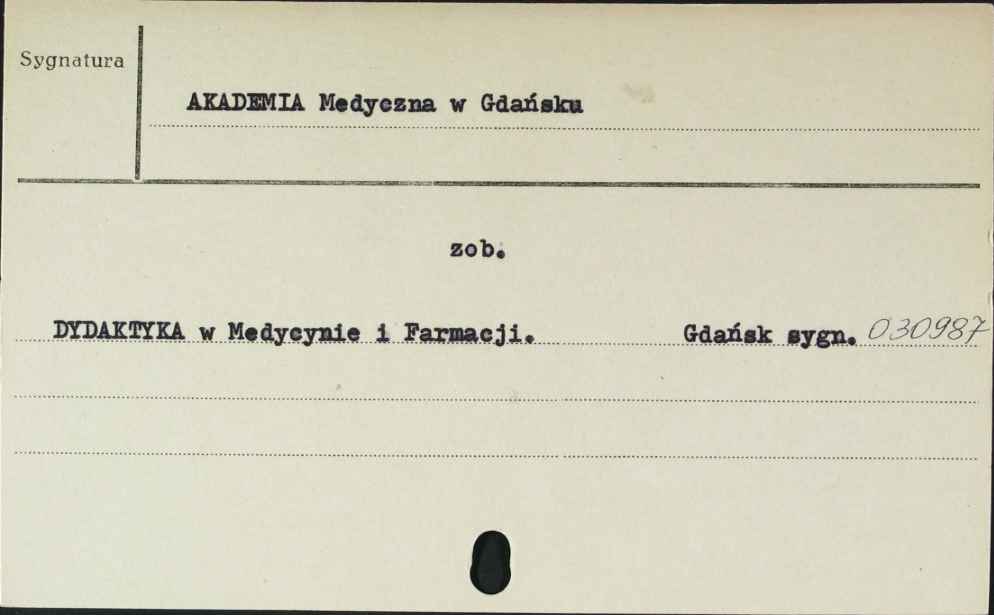 Sygnatura
AKADEMIA Medyczna w Gdańsku
zob.
DYDAKTYKA w Medycynie i Farmacji. Gdańsk sygn. 030987